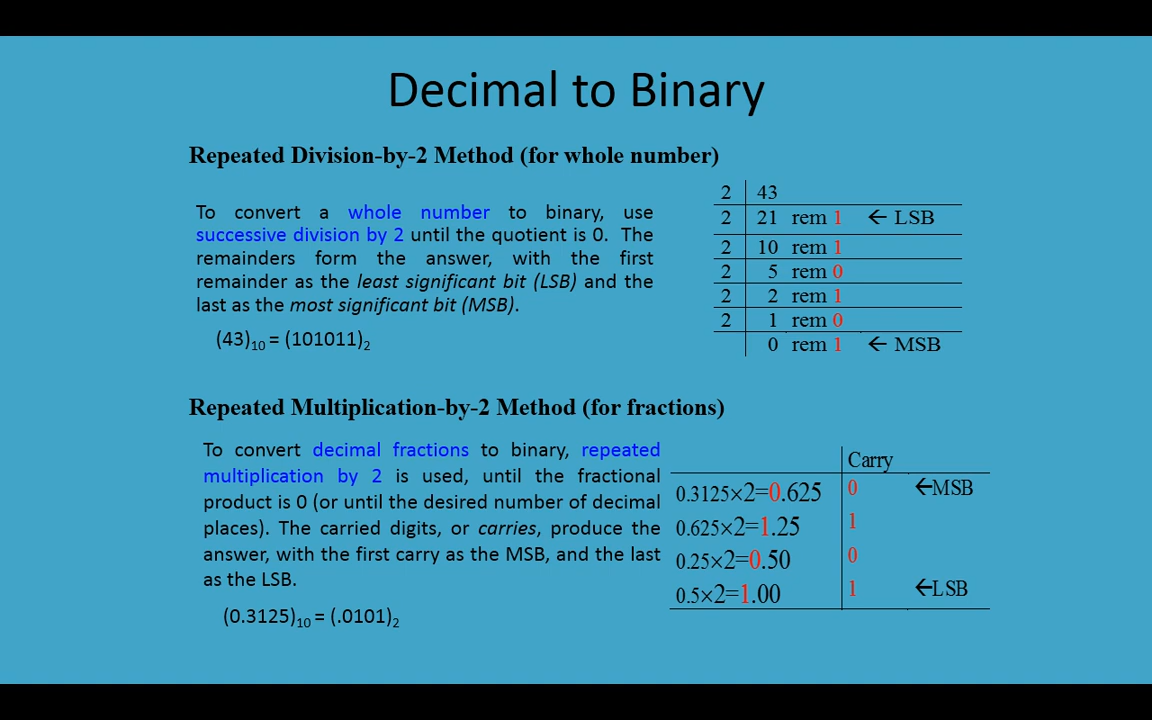 Decimal to Binary
Repeated Division-by-2 Method (for whole number)
To convert a whole number to binary, use
successive division by 2 until the quotient is 0. The
remainders form the answer, with the first
remainder as the least significant bit (LSB) and the
last as the most significant bit (MSB).
(43)10 = (101011)2
2 43
2 21 rem 1 ← LSB
2 10 rem 1
2 5 rem 0
2 2 rem 1
2 1 rem 0
0 rem 1 ← MSB
Repeated Multiplication-by-2 Method (for fractions)
To convert decimal fractions to binary, repeated
multiplication by 2 is used, until the fractional
product is 0 (or until the desired number of decimal
places). The carried digits, or carries, produce the
answer, with the first carry as the MSB, and the last
as the LSB.
(0.3125)10 = (.0101)2
Carry
0.3125×2=0.625 0 ←MSB
0.625×2=1.25 1
0.25×2=0.50 0
0.5×2=1.00 1 ←LSB